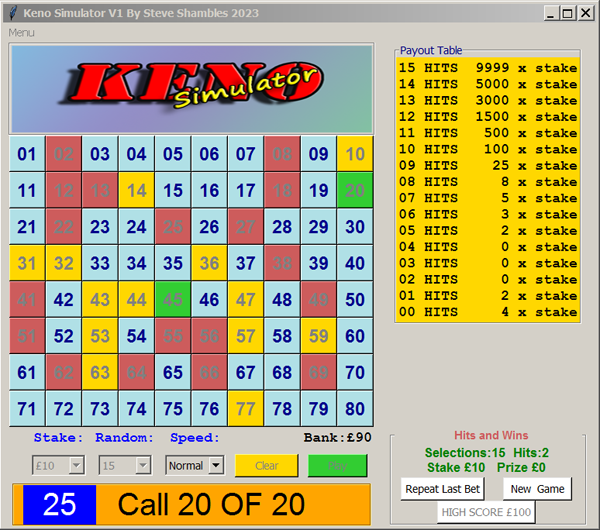 Keno Simulator V1 By Steve Shambles 2023
Menu
KENO
Simulator
01 02 03 04 05 06 07 08 09 10
11 12 13 14 15 16 17 18 19 20
21 22 23 24 25 26 27 28 29 30
31 32 33 34 35 36 37 38 39 40
41 42 43 44 45 46 47 48 49 50
51 52 53 54 55 56 57 58 59 60
61 62 63 64 65 66 67 68 69 70
71 72 73 74 75 76 77 78 79 80
Payout Table
15 HITS 9999 x stake
14 HITS 5000 x stake
13 HITS 3000 x stake
12 HITS 1500 x stake
11 HITS 500 x stake
10 HITS 100 x stake
09 HITS 25 x stake
08 HITS 8 x stake
07 HITS 5 x stake
06 HITS 3 x stake
05 HITS 2 x stake
04 HITS 0 x stake
03 HITS 0 x stake
02 HITS 0 x stake
01 HITS 2 x stake
00 HITS 4 x stake
Stake: Random: Speed: Bank:£90
£10 15 Normal Clear Play
25 Call 20 OF 20
Hits and Wins
Selections:15 Hits:2
Stake £10 Prize £0
Repeat Last Bet New Game
HIGH SCORE £100